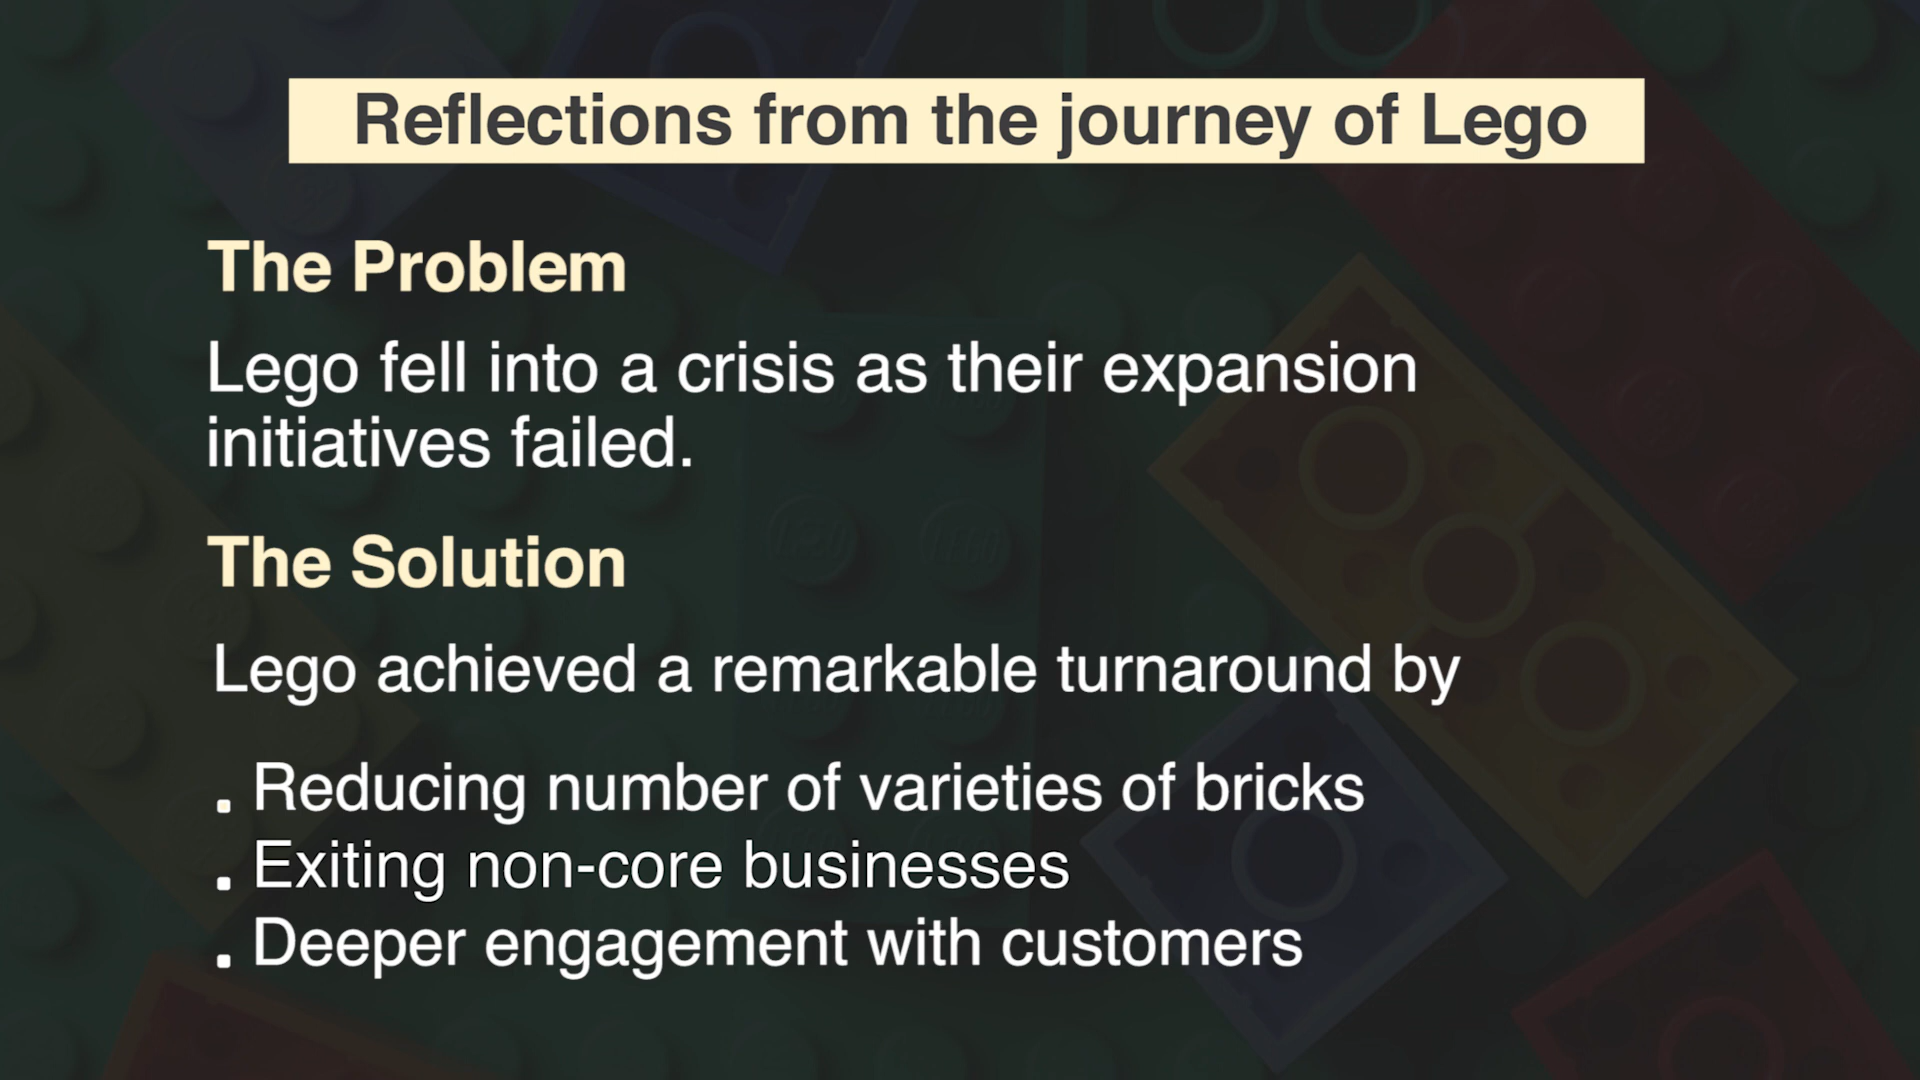 Reflections from the journey of Lego
The Problem
Lego fell into a crisis as their expansion
initiatives failed.
The Solution
Lego achieved a remarkable turnaround by
. Reducing number of varieties of bricks
. Exiting non-core businesses
. Deeper engagement with customers